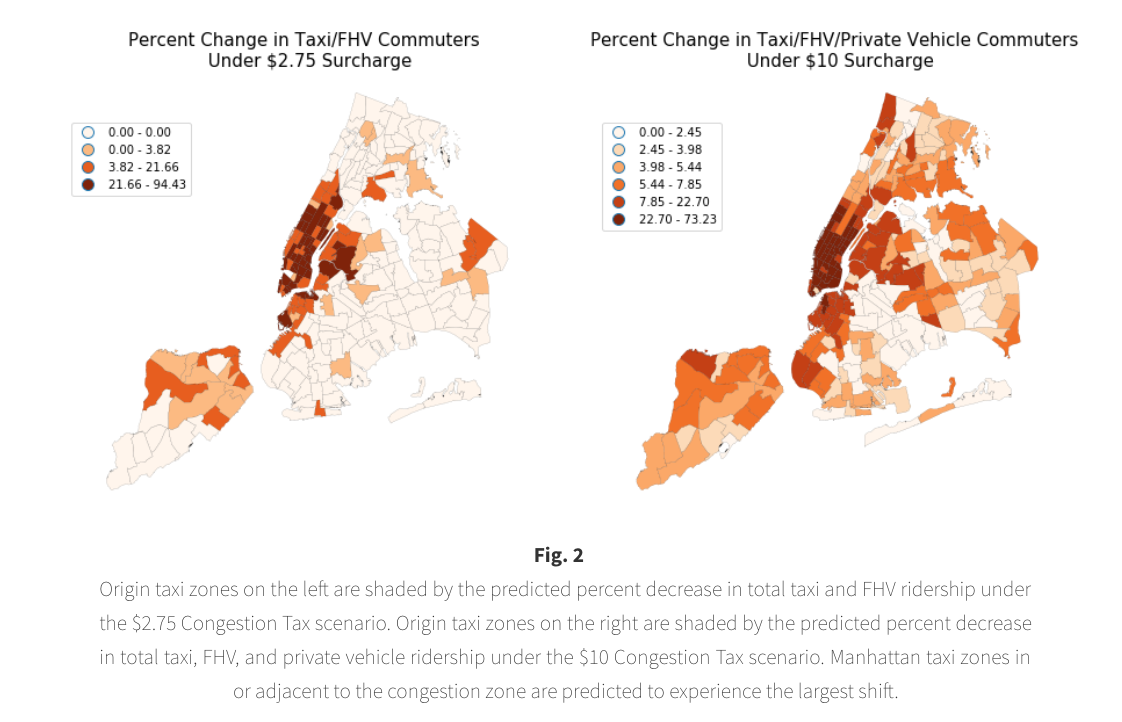 Percent Change in Taxi/FHV Commuters
Under $2.75 Surcharge
0.00 - 0.00
0.00 - 3.82
3.82 - 21.66
21.66 - 94.43
Percent Change in Taxi/FHV/Private Vehicle Commuters
Under $10 Surcharge
0.00 - 2.45
2.45 - 3.98
3.98 - 5.44
5.44 - 7.85
7.85 - 22.70
22.70 - 73.23
Fig. 2
Origin taxi zones on the left are shaded by the predicted percent decrease in total taxi and FHV ridership under
the $2.75 Congestion Tax scenario. Origin taxi zones on the right are shaded by the predicted percent decrease
in total taxi, FHV, and private vehicle ridership under the $10 Congestion Tax scenario. Manhattan taxi zones in
or adjacent to the congestion zone are predicted to experience the largest shift.